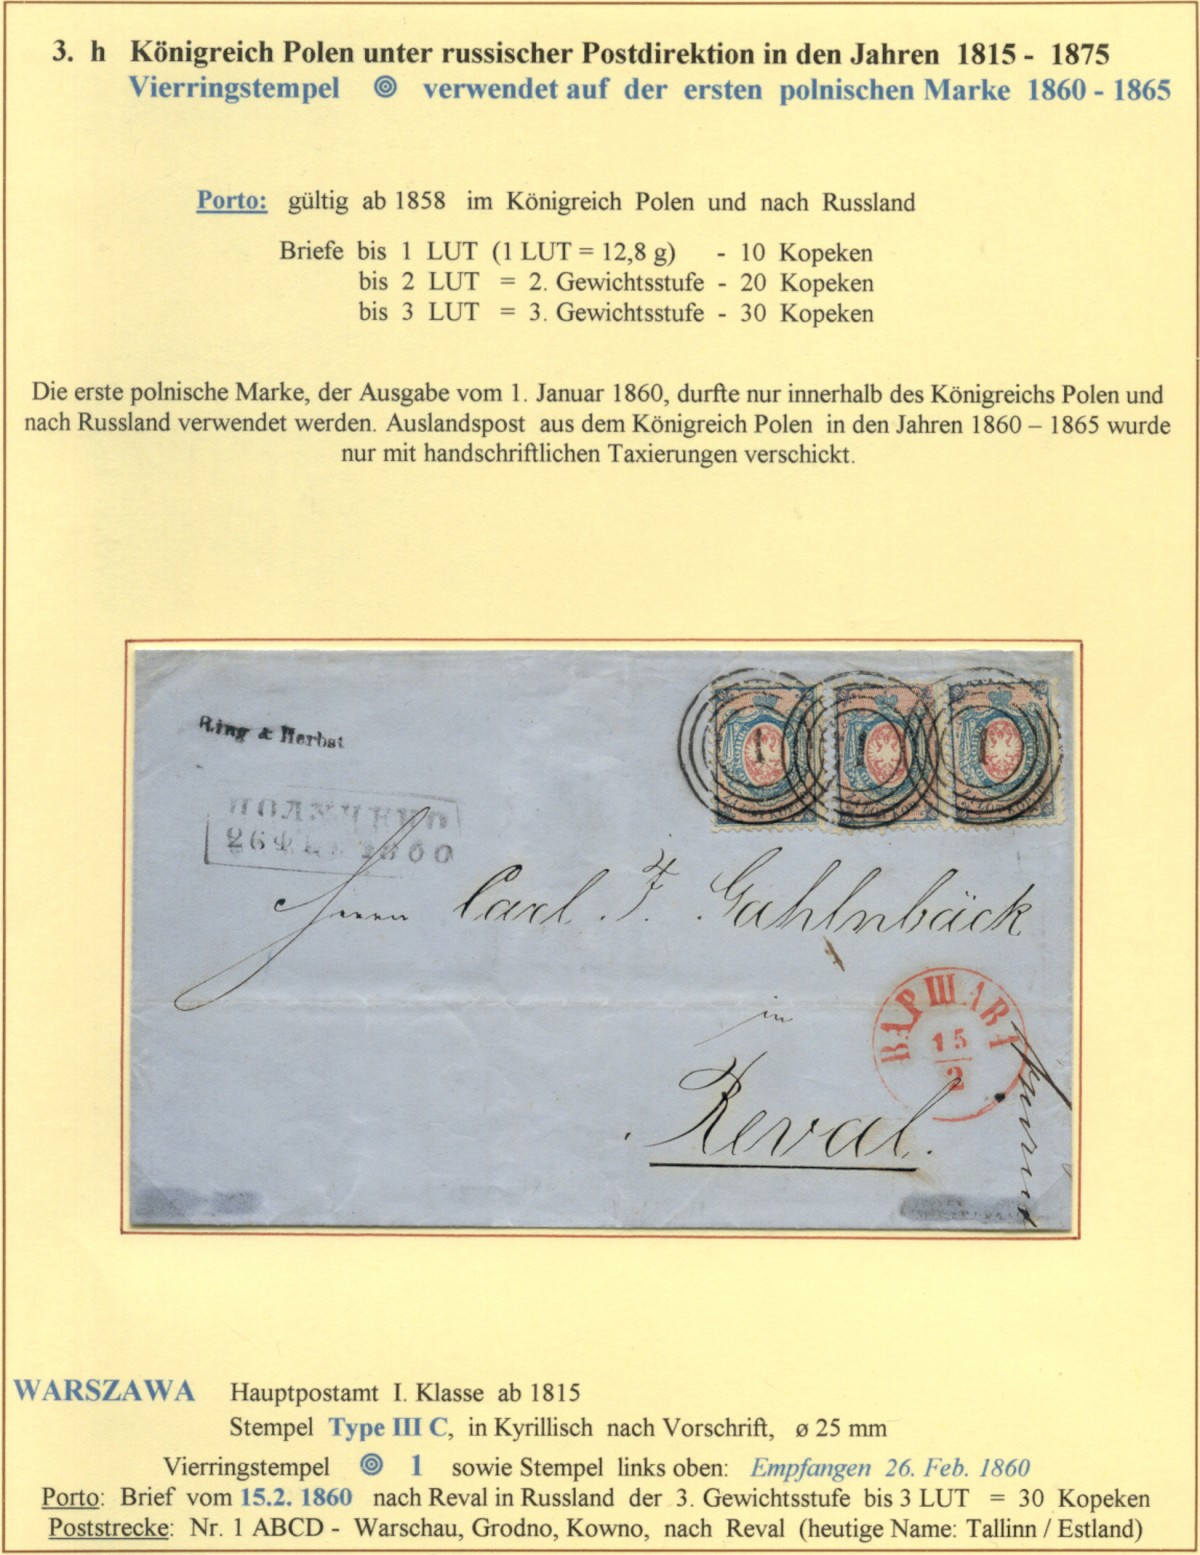 3. h Königreich Polen unter russischer Postdirektion in den Jahren 1815 - 1875
Vierringstempel verwendet auf der ersten polnischen Marke 1860 - 1865
Porto: gültig ab 1858 im Königreich Polen und nach Russland
Briefe bis 1 LUT (1 LUT = 12,8 g) - 10 Kopeken
bis 2 LUT = 2. Gewichtsstufe - 20 Kopeken
bis 3 LUT = 3. Gewichtsstufe - 30 Kopeken
Die erste polnische Marke, der Ausgabe vom 1. Januar 1860, durfte nur innerhalb des Königreichs Polen und
nach Russland verwendet werden. Auslandspost aus dem Königreich Polen in den Jahren 1860 – 1865 wurde
nur mit handschriftlichen Taxierungen verschickt.
Ring & Herbst
1 1 1
ПОЛУЧЕНО
26 ФЕВ 1860
Herrn Carl F. Gahlnbäck
in
Reval.
ВАРШАВА
15
2
franco
WARSZAWA Hauptpostamt I. Klasse ab 1815
Stempel Type III C, in Kyrillisch nach Vorschrift, ø 25 mm
Vierringstempel 1 sowie Stempel links oben: Empfangen 26. Feb. 1860
Porto: Brief vom 15.2. 1860 nach Reval in Russland der 3. Gewichtsstufe bis 3 LUT = 30 Kopeken
Poststrecke: Nr. 1 ABCD - Warschau, Grodno, Kowno, nach Reval (heutige Name: Tallinn / Estland)